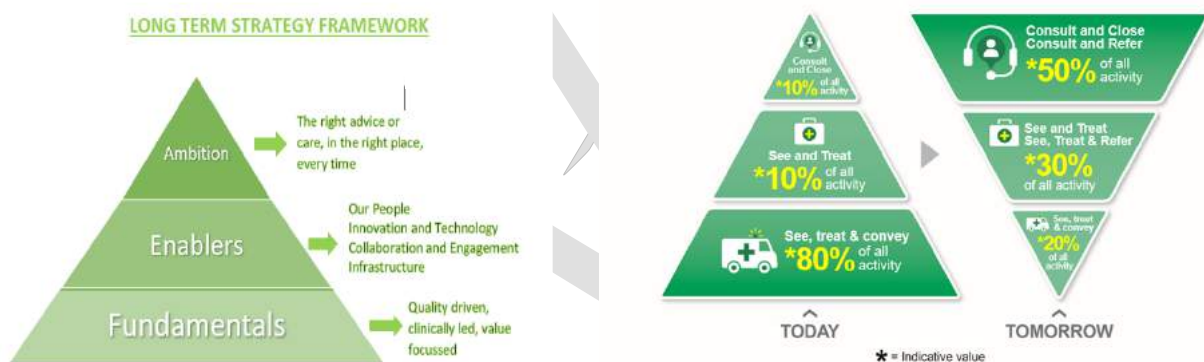 LONG TERM STRATEGY FRAMEWORK
Ambition
The right advice or
care, in the right place,
every time
Enablers
Our People
Innovation and Technology
Collaboration and Engagement
Infrastructure
Fundamentals
Quality driven,
clinically led, value
focussed
Consult
and Close
*10% of all
activity
See and Treat
*10% of all
activity
See, treat & convey
*80% of all
activity
TODAY
Consult and Close
Consult and Refer
*50% of all
activity
See and Treat
See, Treat & Refer
*30%
of all activity
See, treat
& convey
*20%
of all
activity
TOMORROW
* = Indicative value